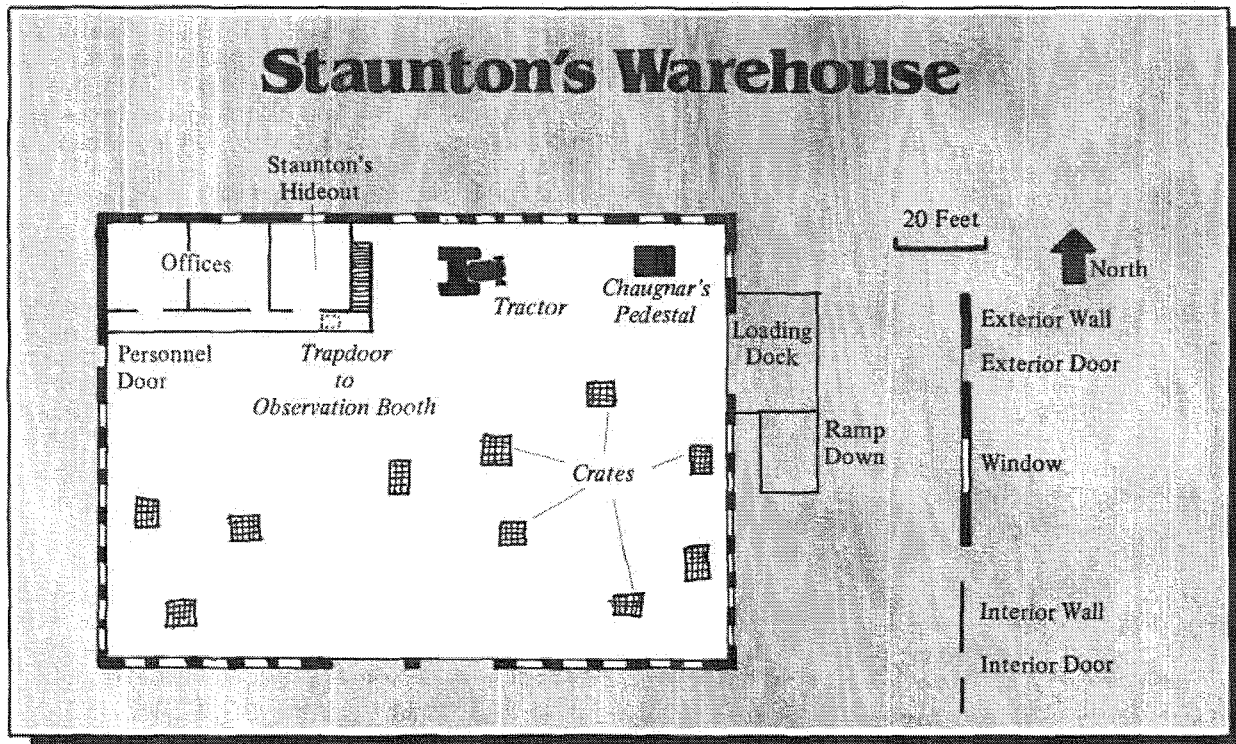 Staunton's Warehouse
Staunton's
Hideout
20 Feet
North
Offices
Tractor
Chaugnar's
Pedestal
Loading
Dock
Exterior Wall
Exterior Door
Personnel
Door
Trapdoor
to
Observation Booth
Ramp
Down
Crates
Window
Interior Wall
Interior Door